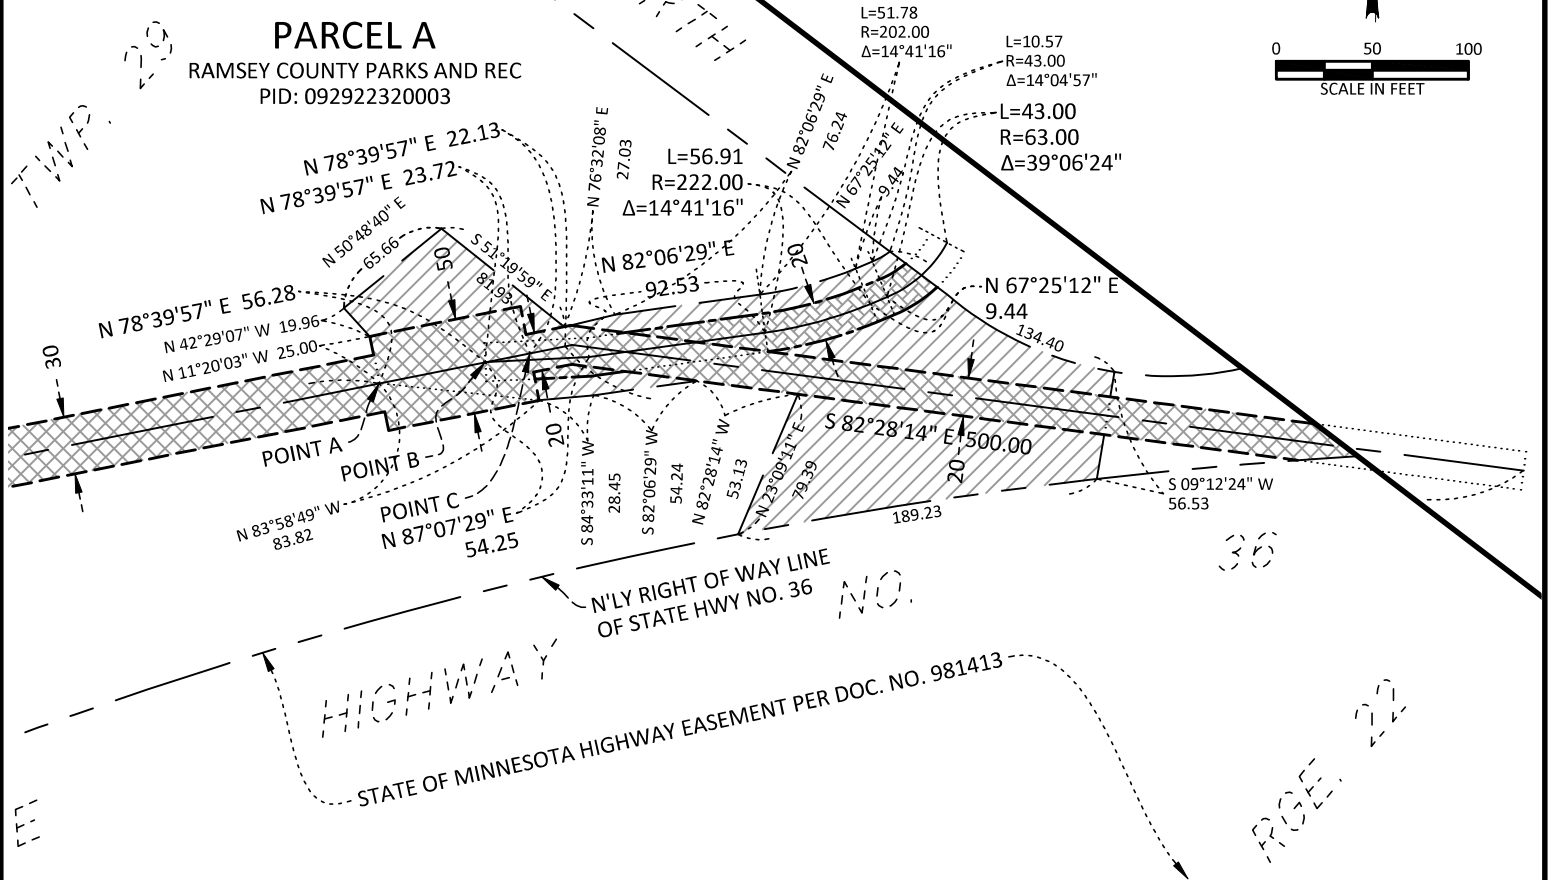 PARCEL A
RAMSEY COUNTY PARKS AND REC
PID: 092922320003
TWP. 29
RTH
L=51.78
R=202.00
Δ=14°41'16"
L=10.57
R=43.00
Δ=14°04'57"
L=43.00
R=63.00
Δ=39°06'24"
0 50 100
SCALE IN FEET
N 78°39'57" E 22.13
N 78°39'57" E 23.72
N 76°32'08" E
27.03
L=56.91
R=222.00
Δ=14°41'16"
N 82°06'29" E
76.24
N 67°25'12" E
9.44
N 50°48'40" E
65.66
50
S 51°19'59" E
81.93
N 82°06'29" E
92.53
20
N 67°25'12" E
9.44
134.40
N 78°39'57" E 56.28
N 42°29'07" W 19.96
N 11°20'03" W 25.00
30
POINT A
POINT B
POINT C
N 83°58'49" W
83.82
N 87°07'29" E
54.25
20
S 84°33'11" W
28.45
S 82°06'29" W
54.24
N 82°28'14" W
53.13
N 23°09'11" E
79.39
S 82°28'14" E 500.00
20
189.23
S 09°12'24" W
56.53
N'LY RIGHT OF WAY LINE
OF STATE HWY NO. 36
HIGHWAY NO. 36
STATE OF MINNESOTA HIGHWAY EASEMENT PER DOC. NO. 981413
RGE. 22
E